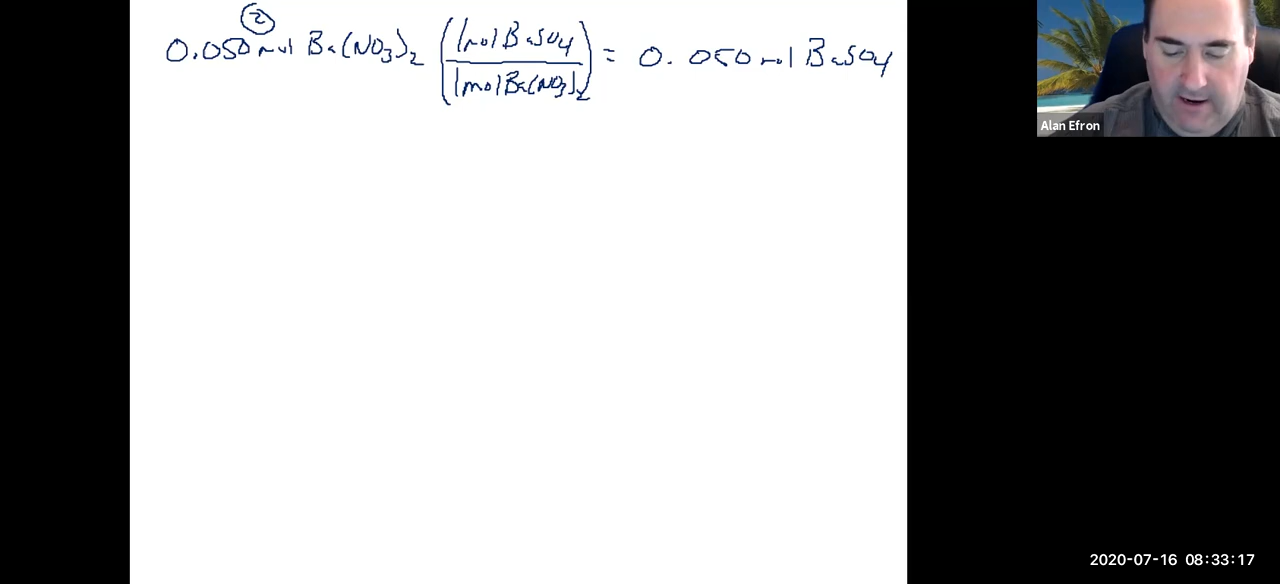 ②
0.050 mol Ba(NO3)2 (1 mol BaSO4 / 1 mol Ba(NO3)2) = 0.050 mol BaSO4
Alan Efron
2020-07-16 08:33:17